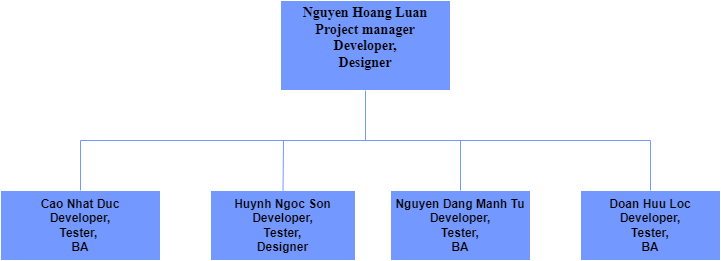 Nguyen Hoang Luan
Project manager
Developer,
Designer
Cao Nhat Duc
Developer,
Tester,
BA
Huynh Ngoc Son
Developer,
Tester,
Designer
Nguyen Dang Manh Tu
Developer,
Tester,
BA
Doan Huu Loc
Developer,
Tester,
BA